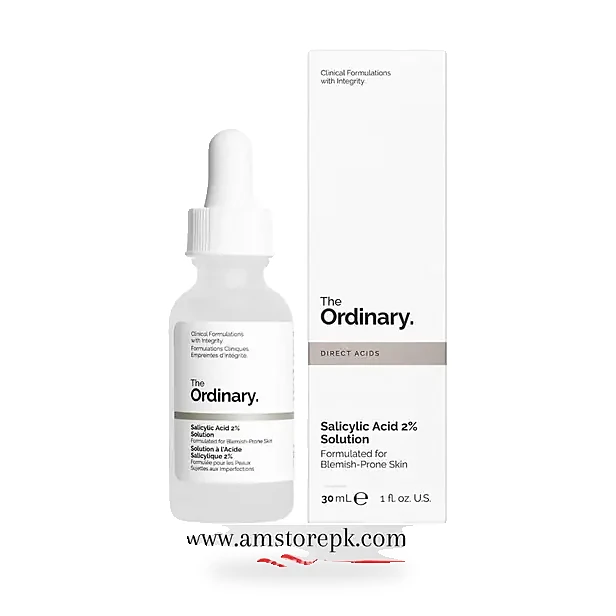 Clinical Formulations
with Integrity.
The
Ordinary.
DIRECT ACIDS
Salicylic Acid 2%
Solution
Formulated for
Blemish-Prone Skin
30 mL ℮ 1 fl. oz. U.S.
Clinical Formulations
with Integrity.
Formulations Cliniques.
Empreintes d'Intégrité.
The
Ordinary.
Salicylic Acid 2%
Solution
Formulated for Blemish-Prone Skin
Solution à l'Acide
Salicylique 2%
Formulée pour les Peaux
Sujettes aux Imperfections
www.amstorepk.com